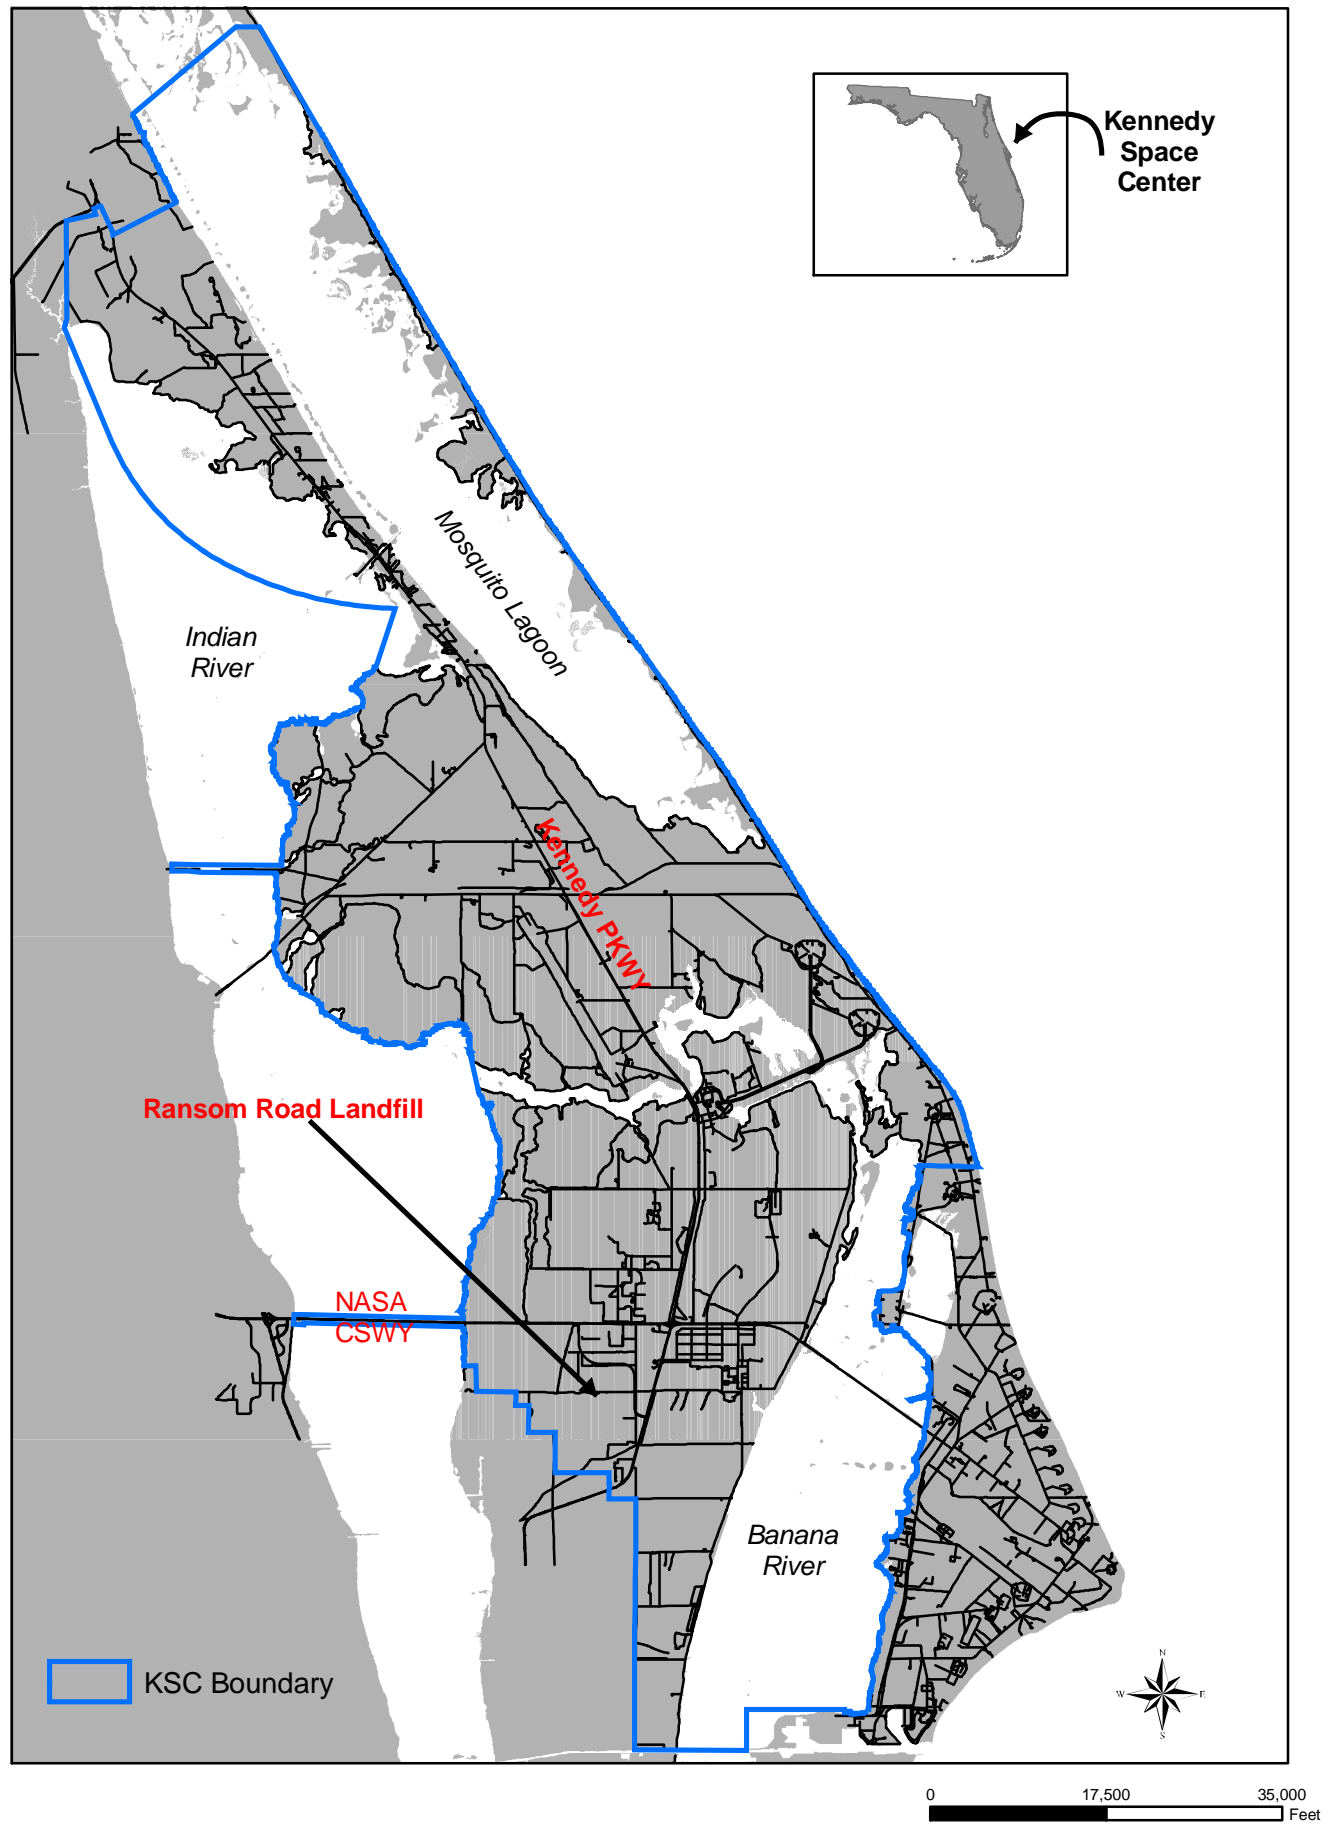 Kennedy
Space
Center
Mosquito Lagoon
Indian
River
Kennedy PKWY
Ransom Road Landfill
NASA
CSWY
Banana
River
KSC Boundary
N
W
E
S
0
17,500
35,000
Feet